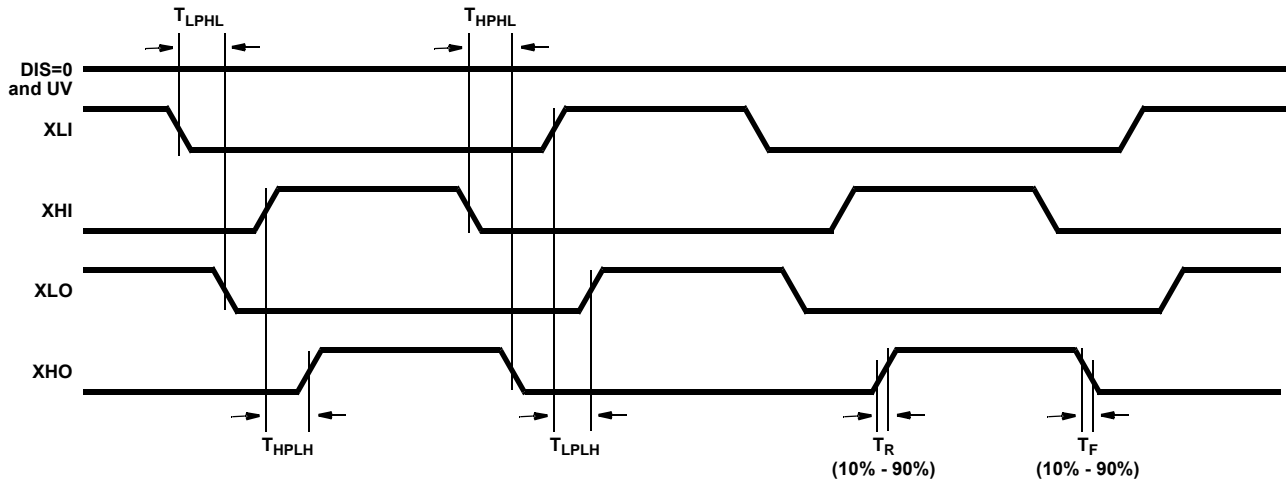 TLPHL
THPHL
DIS=0
and UV
XLI
XHI
XLO
XHO
THPLH
TLPLH
TR
(10% - 90%)
TF
(10% - 90%)